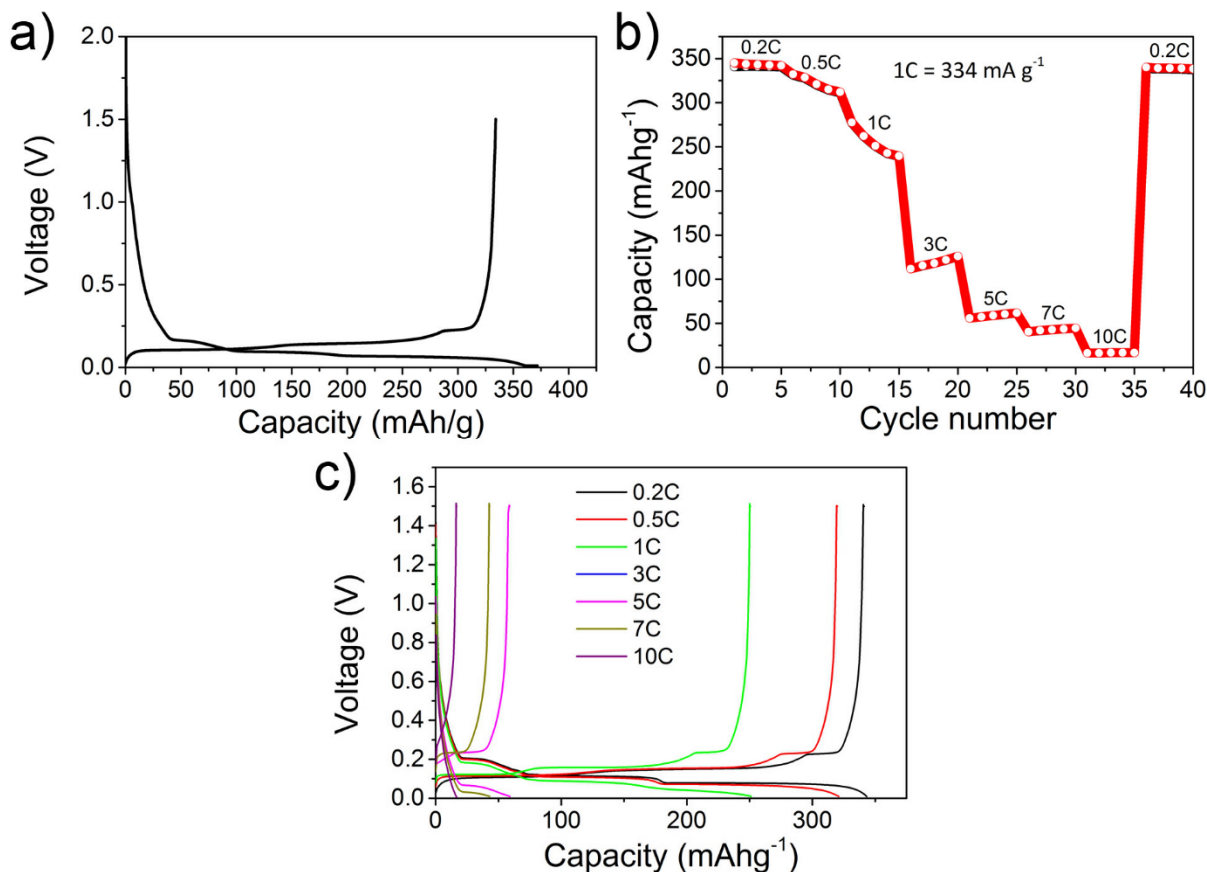 a)
2.0
1.5
1.0
0.5
0.0
Voltage (V)
0 50 100 150 200 250 300 350 400
Capacity (mAh/g)
b)
350
300
250
200
150
100
50
0
Capacity (mAhg⁻¹)
0.2C
0.5C
1C = 334 mA g⁻¹
0.2C
1C
3C
5C
7C
10C
0 5 10 15 20 25 30 35 40
Cycle number
c)
1.6
1.4
1.2
1.0
0.8
0.6
0.4
0.2
0.0
Voltage (V)
0.2C
0.5C
1C
3C
5C
7C
10C
0 100 200 300
Capacity (mAhg⁻¹)